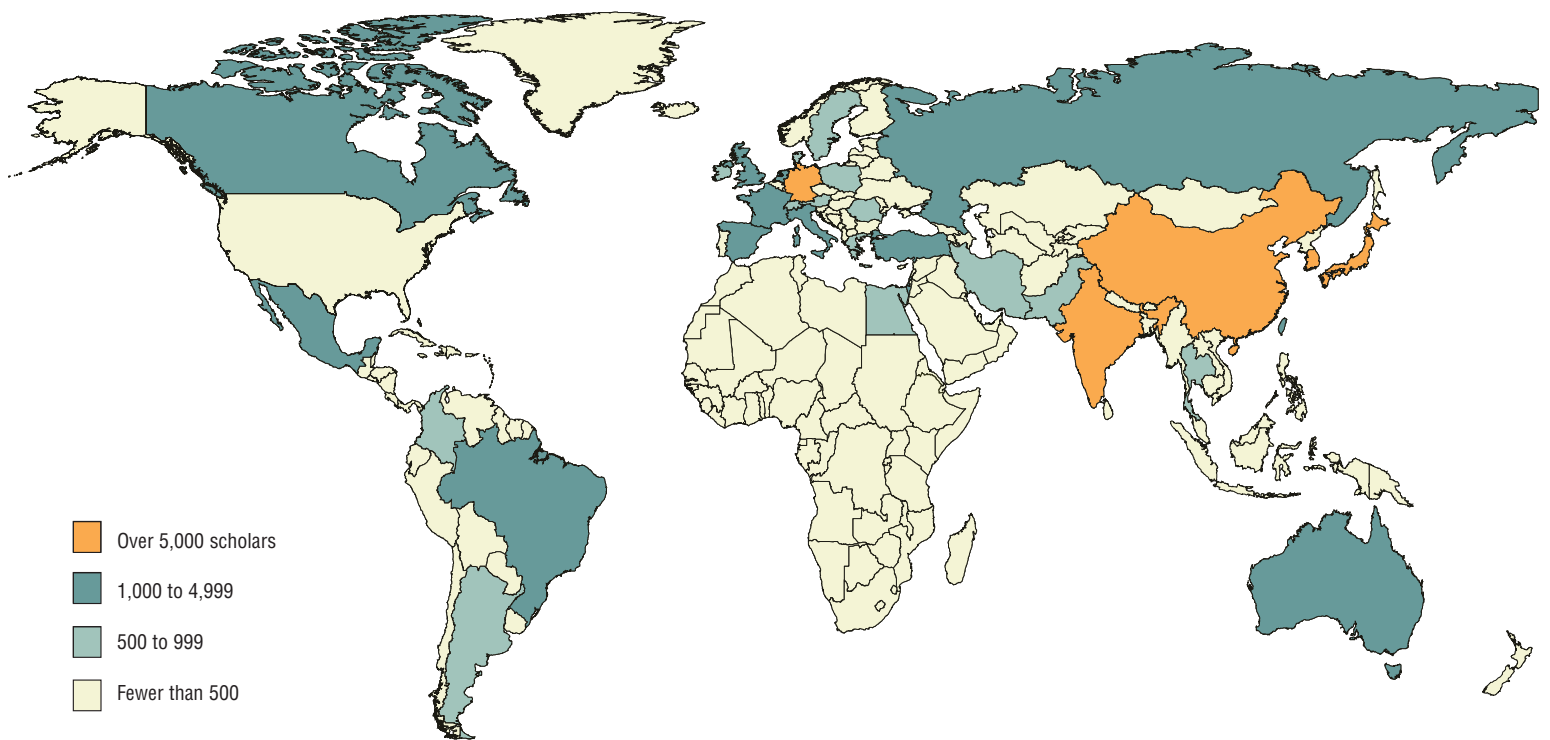 Over 5,000 scholars
1,000 to 4,999
500 to 999
Fewer than 500